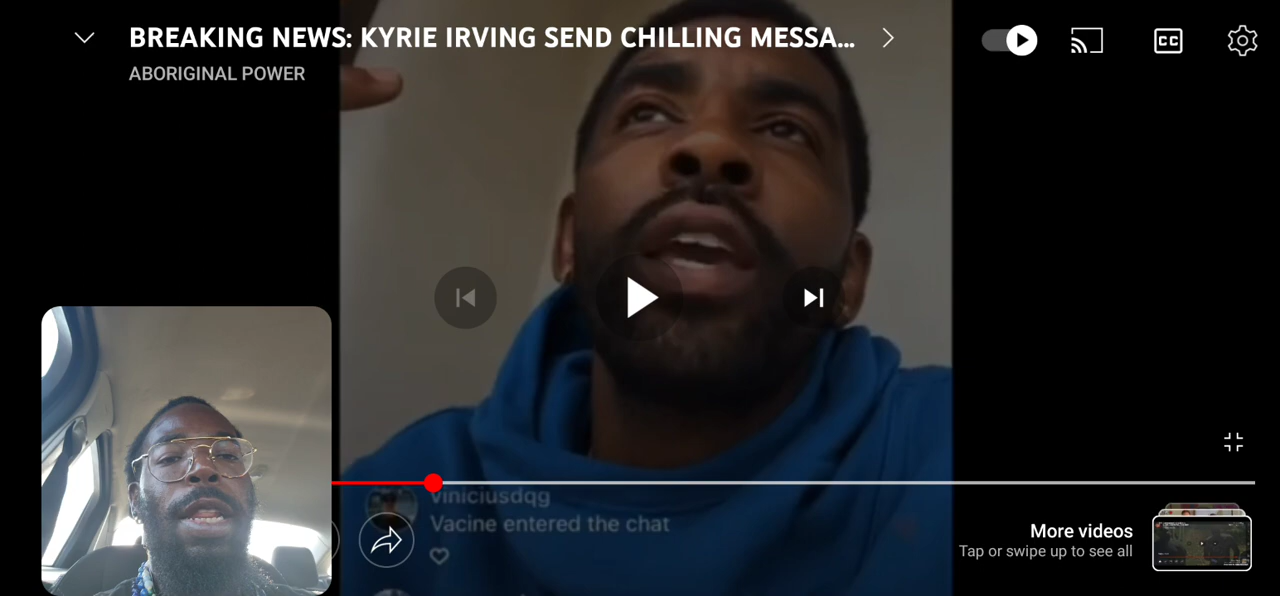 BREAKING NEWS: KYRIE IRVING SEND CHILLING MESSA...
ABORIGINAL POWER
CC
viniciusdqg
Vacine entered the chat
More videos
Tap or swipe up to see all